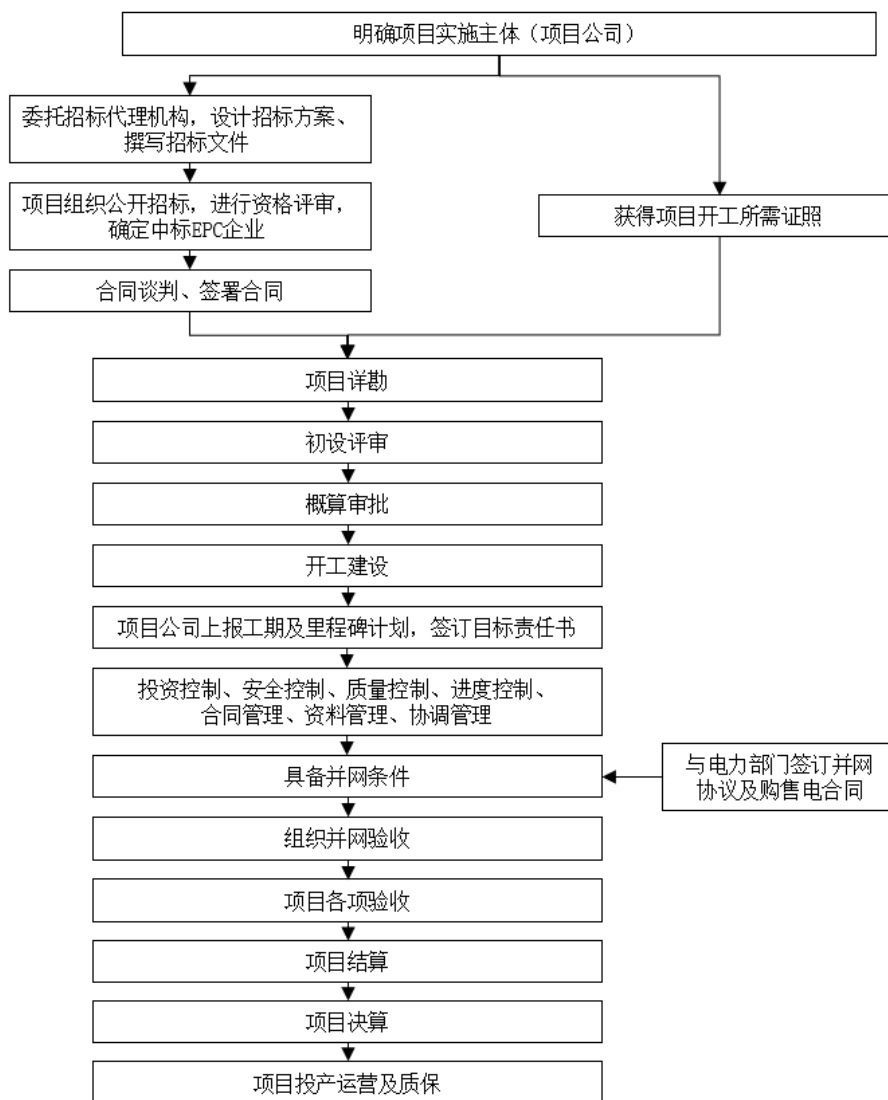 明确项目实施主体（项目公司）
委托招标代理机构，设计招标方案、
撰写招标文件
项目组织公开招标，进行资格评审，
确定中标EPC企业
获得项目开工所需证照
合同谈判、签署合同
项目详勘
初设评审
概算审批
开工建设
项目公司上报工期及里程碑计划，签订目标责任书
投资控制、安全控制、质量控制、进度控制、
合同管理、资料管理、协调管理
具备并网条件
与电力部门签订并网
协议及购售电合同
组织并网验收
项目各项验收
项目结算
项目决算
项目投产运营及质保